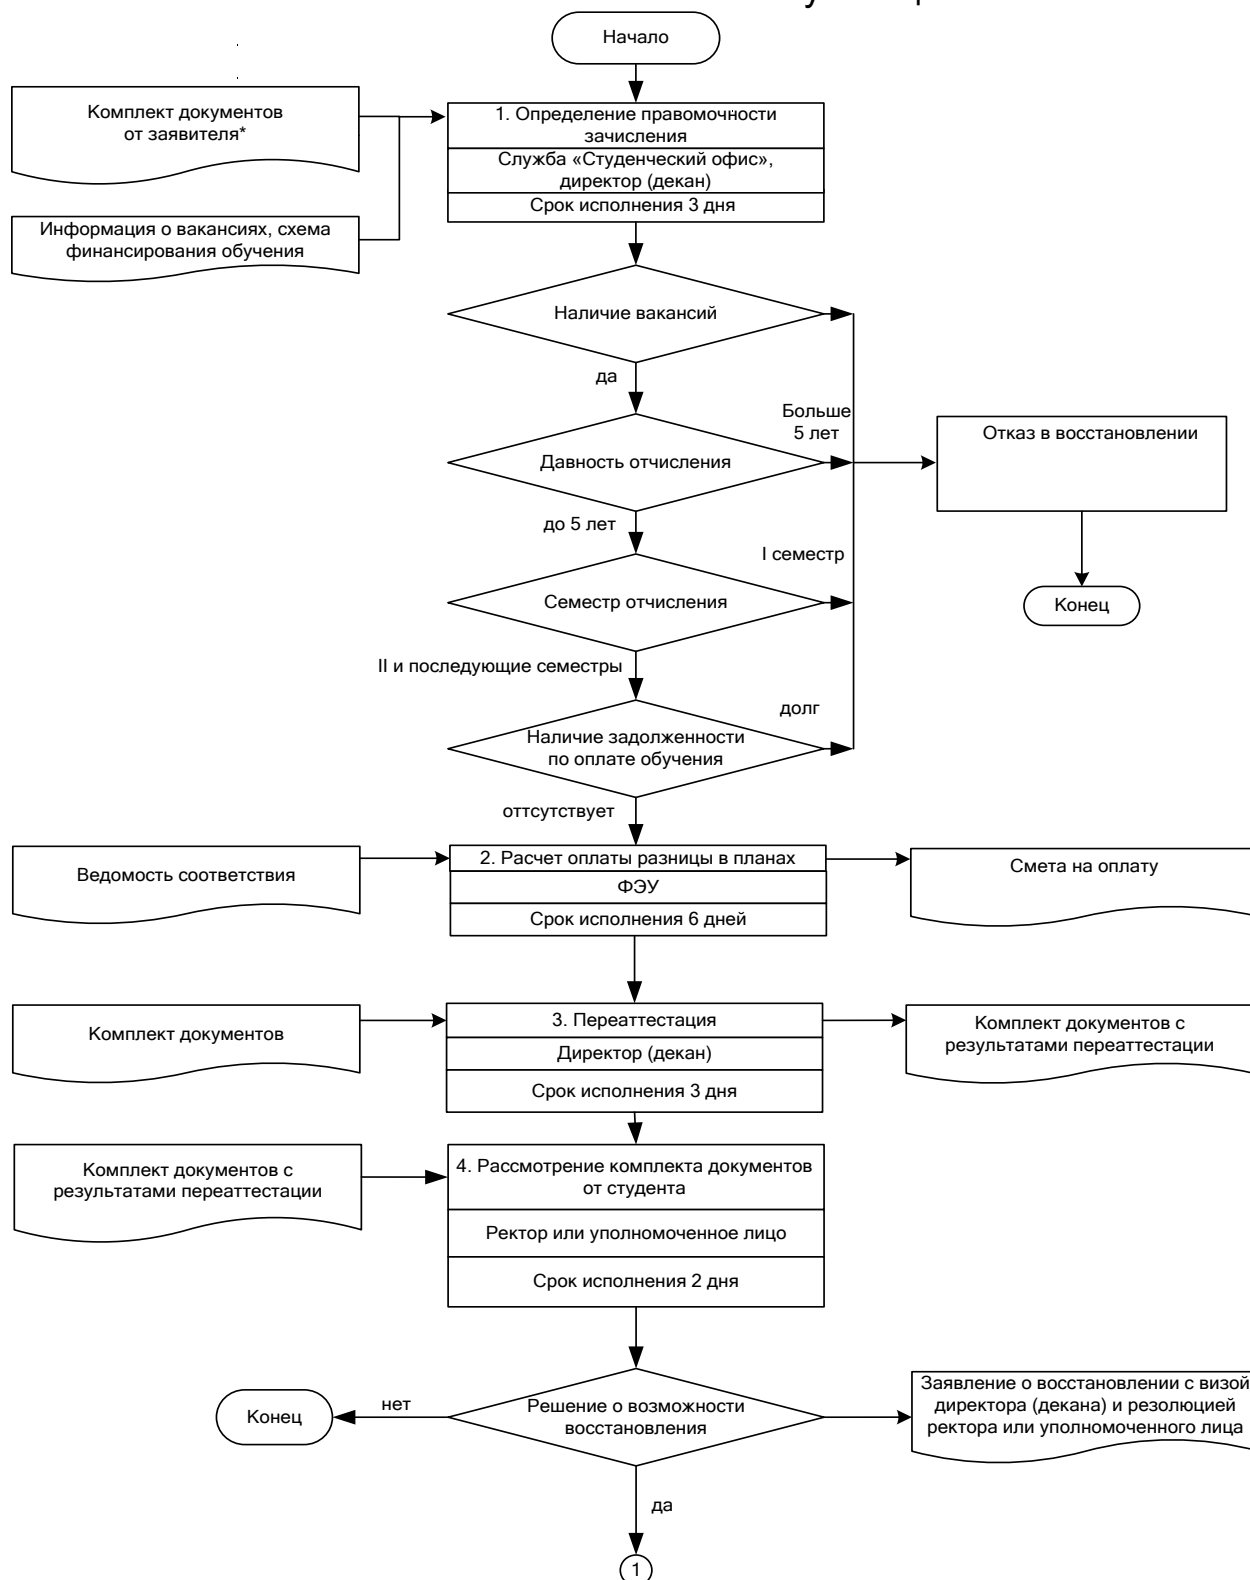 Начало
Комплект документов
от заявителя*
1. Определение правомочности
зачисления
Служба «Студенческий офис»,
директор (декан)
Срок исполнения 3 дня
Информация о вакансиях, схема
финансирования обучения
Наличие вакансий
да
Больше
5 лет
Давность отчисления
Отказ в восстановлении
до 5 лет
I семестр
Семестр отчисления
Конец
II и последующие семестры
долг
Наличие задолженности
по оплате обучения
оттсутствует
Ведомость соответствия
2. Расчет оплаты разницы в планах
ФЭУ
Срок исполнения 6 дней
Смета на оплату
Комплект документов
3. Переаттестация
Директор (декан)
Срок исполнения 3 дня
Комплект документов с
результатами переаттестации
Комплект документов с
результатами переаттестации
4. Рассмотрение комплекта документов
от студента
Ректор или уполномоченное лицо
Срок исполнения 2 дня
Конец
нет
Решение о возможности
восстановления
Заявление о восстановлении с визой
директора (декана) и резолюцией
ректора или уполномоченного лица
да
1